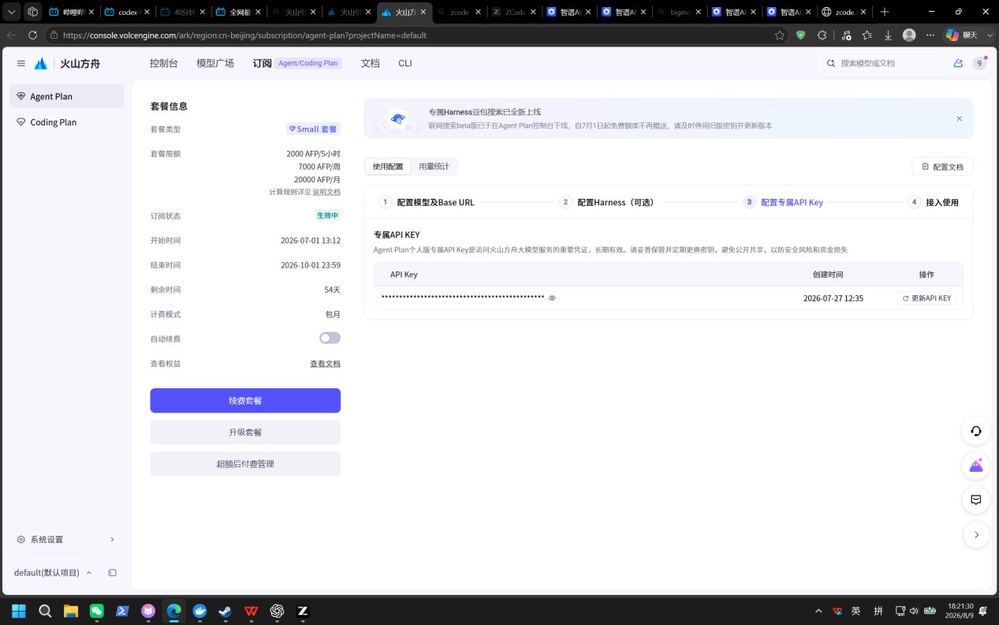 哔哩哔
codex
40分钟
全网最
火山引
火山引
火山方
zcode
ZCode
智谱AI
智谱AI
bigmo
智谱AI
智谱AI
zcode.
https://console.volcengine.com/ark/region:cn-beijing/subscription/agent-plan?projectName=default
聊天
火山方舟
控制台
模型广场
订阅 Agent/Coding Plan
文档
CLI
搜索模型或文档
9
Agent Plan
Coding Plan
套餐信息
套餐类型
Small 套餐
套餐限额
2000 AFP/5小时
7000 AFP/周
20000 AFP/月
计算规则详见 说明文档
订阅状态
生效中
开始时间
2026-07-01 13:12
结束时间
2026-10-01 23:59
剩余时间
54天
计费模式
包月
自动续费
查看权益
查看文档
续费套餐
升级套餐
超额后付费管理
专属Harness豆包搜索已全新上线
联网搜索beta版已于在Agent Plan控制台下线，自7月1日起免费额度不再赠送，请及时停用旧版密钥并更新版本
使用配置
用量统计
配置文档
1 配置模型及Base URL
2 配置Harness（可选）
3 配置专属API Key
4 接入使用
专属API KEY
Agent Plan个人版专属API Key是访问火山方舟大模型服务的重要凭证，长期有效。请妥善保管并定期更换密钥，避免公开共享，以防安全风险和资金损失
API Key
创建时间
操作
**********************************************
2026-07-27 12:35
更新API KEY
系统设置
default(默认项目)
英
拼
18:21:30
2026/8/9